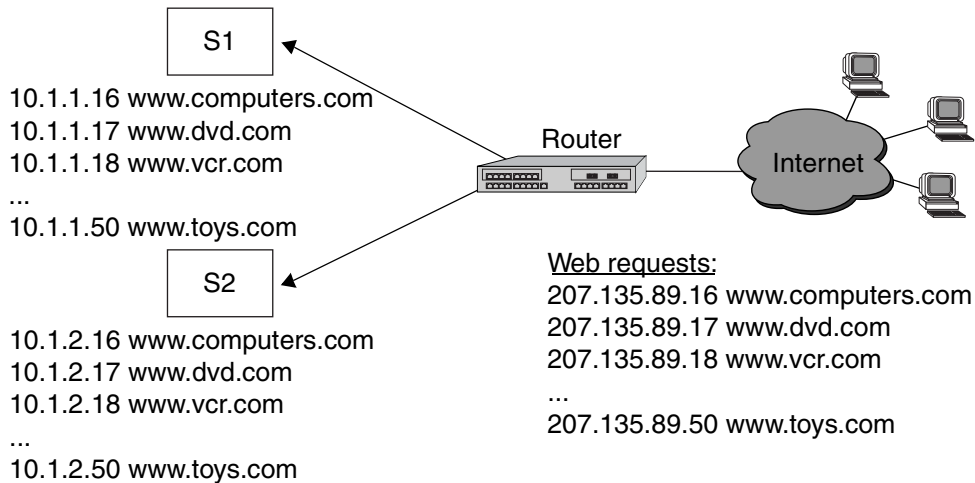 S1
10.1.1.16 www.computers.com
10.1.1.17 www.dvd.com
10.1.1.18 www.vcr.com
...
10.1.1.50 www.toys.com
Router
Internet
S2
10.1.2.16 www.computers.com
10.1.2.17 www.dvd.com
10.1.2.18 www.vcr.com
...
10.1.2.50 www.toys.com
Web requests:
207.135.89.16 www.computers.com
207.135.89.17 www.dvd.com
207.135.89.18 www.vcr.com
...
207.135.89.50 www.toys.com